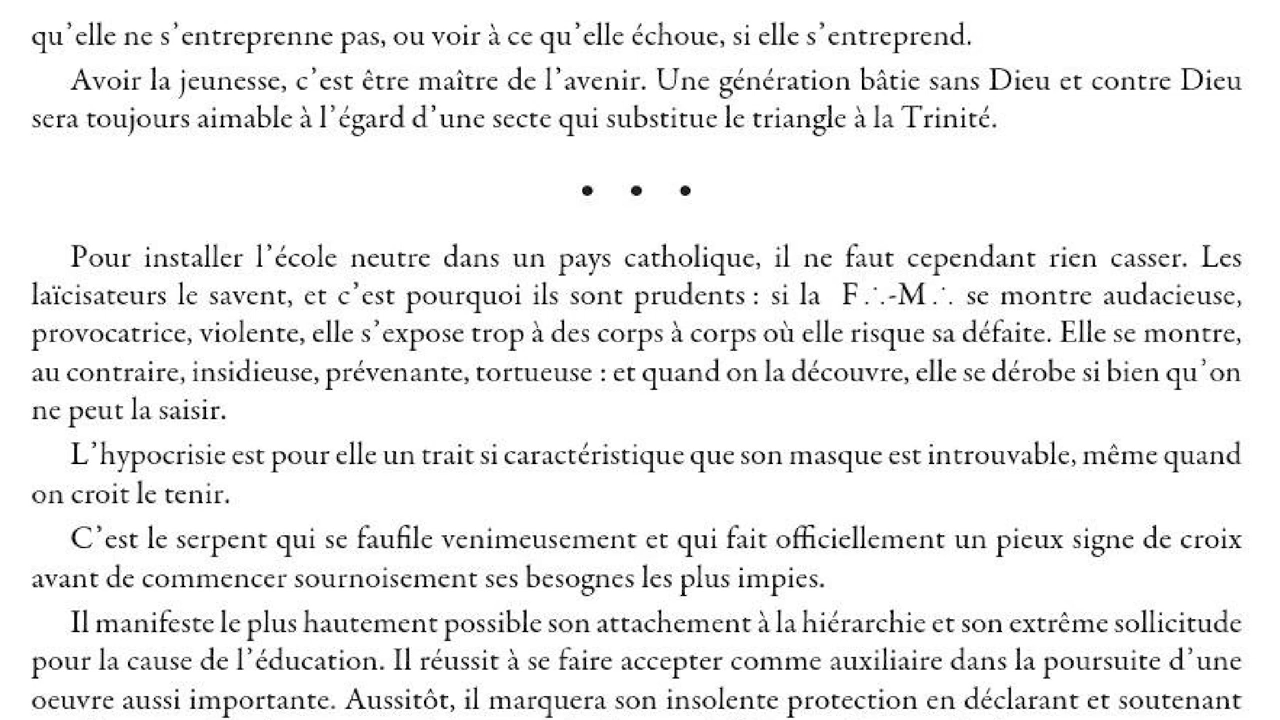 qu’elle ne s’entreprenne pas, ou voir à ce qu’elle échoue, si elle s’entreprend.
Avoir la jeunesse, c’est être maître de l’avenir. Une génération bâtie sans Dieu et contre Dieu
sera toujours aimable à l’égard d’une secte qui substitue le triangle à la Trinité.
• • •
Pour installer l’école neutre dans un pays catholique, il ne faut cependant rien casser. Les
laïcisateurs le savent, et c’est pourquoi ils sont prudents : si la F∴-M∴ se montre audacieuse,
provocatrice, violente, elle s’expose trop à des corps à corps où elle risque sa défaite. Elle se montre,
au contraire, insidieuse, prévenante, tortueuse : et quand on la découvre, elle se dérobe si bien qu’on
ne peut la saisir.
L’hypocrisie est pour elle un trait si caractéristique que son masque est introuvable, même quand
on croit le tenir.
C’est le serpent qui se faufile venimeusement et qui fait officiellement un pieux signe de croix
avant de commencer sournoisement ses besognes les plus impies.
Il manifeste le plus hautement possible son attachement à la hiérarchie et son extrême sollicitude
pour la cause de l’éducation. Il réussit à se faire accepter comme auxiliaire dans la poursuite d’une
oeuvre aussi importante. Aussitôt, il marquera son insolente protection en déclarant et soutenant